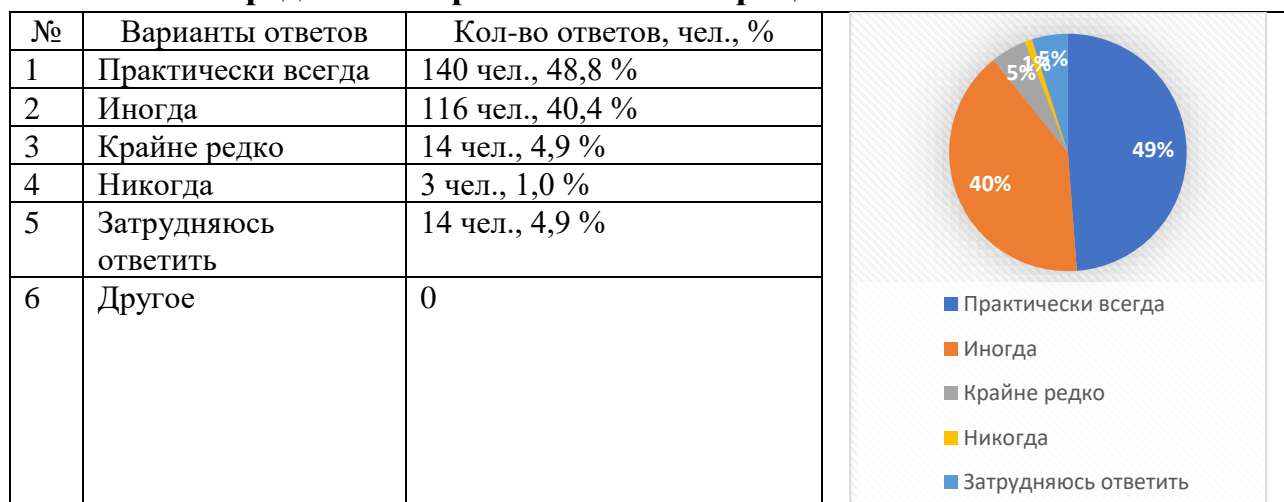 № Варианты ответов Кол-во ответов, чел., %
1 Практически всегда 140 чел., 48,8 %
2 Иногда 116 чел., 40,4 %
3 Крайне редко 14 чел., 4,9 %
4 Никогда 3 чел., 1,0 %
5 Затрудняюсь 14 чел., 4,9 %
ответить
6 Другое 0
5% 1% 5%
49%
40%
Практически всегда
Иногда
Крайне редко
Никогда
Затрудняюсь ответить